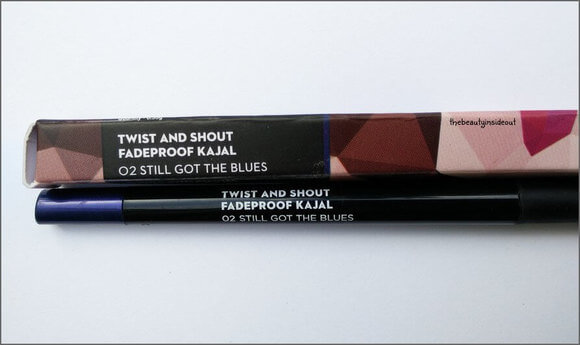 thebeautyinsideout
TWIST AND SHOUT
FADEPROOF KAJAL
02 STILL GOT THE BLUES
TWIST AND SHOUT
FADEPROOF KAJAL
02 STILL GOT THE BLUES